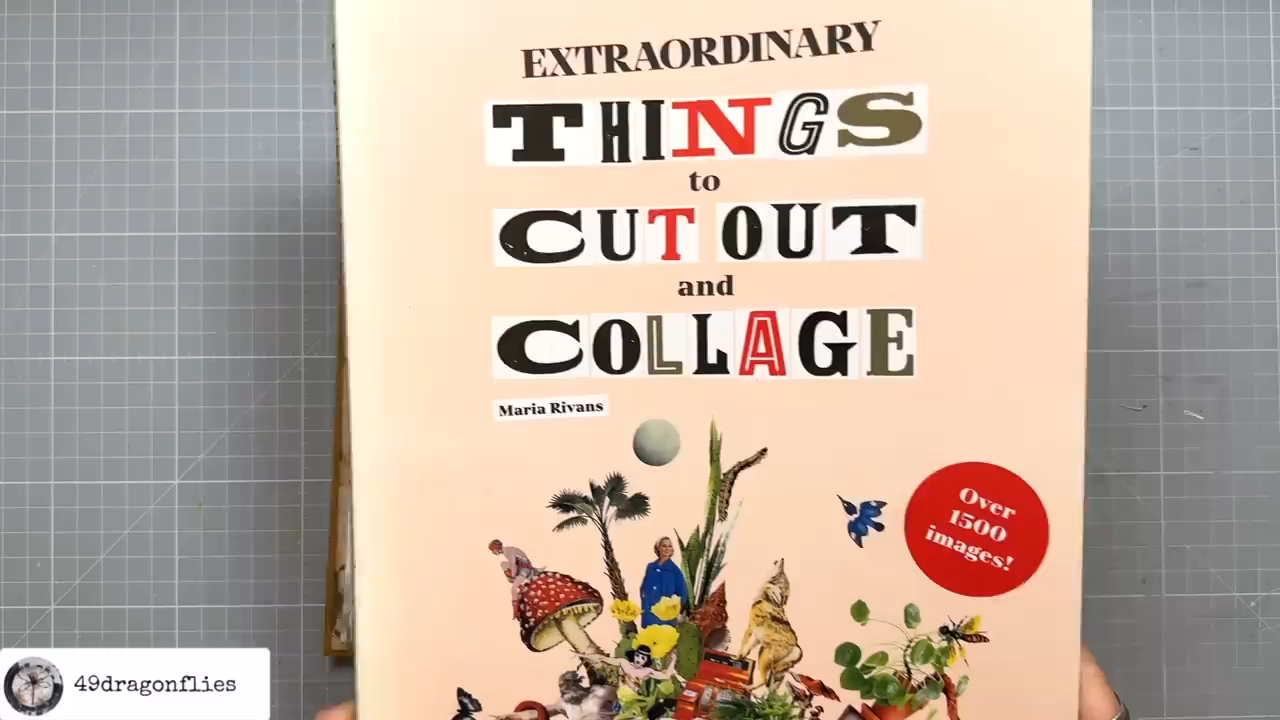 EXTRAORDINARY
THINGS
to
CUT OUT
and
COLLAGE
Maria Rivans
Over
1500
images!
49dragonflies